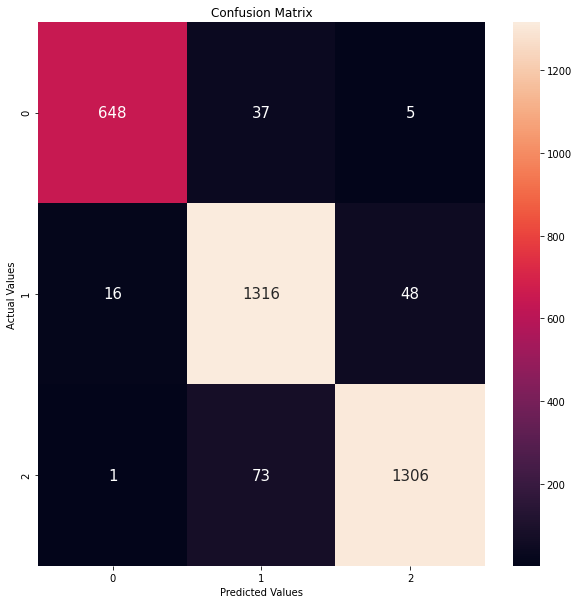 Confusion Matrix
0 648 37 5
1 16 1316 48
2 1 73 1306
0 1 2
Actual Values
Predicted Values
1200
1000
800
600
400
200